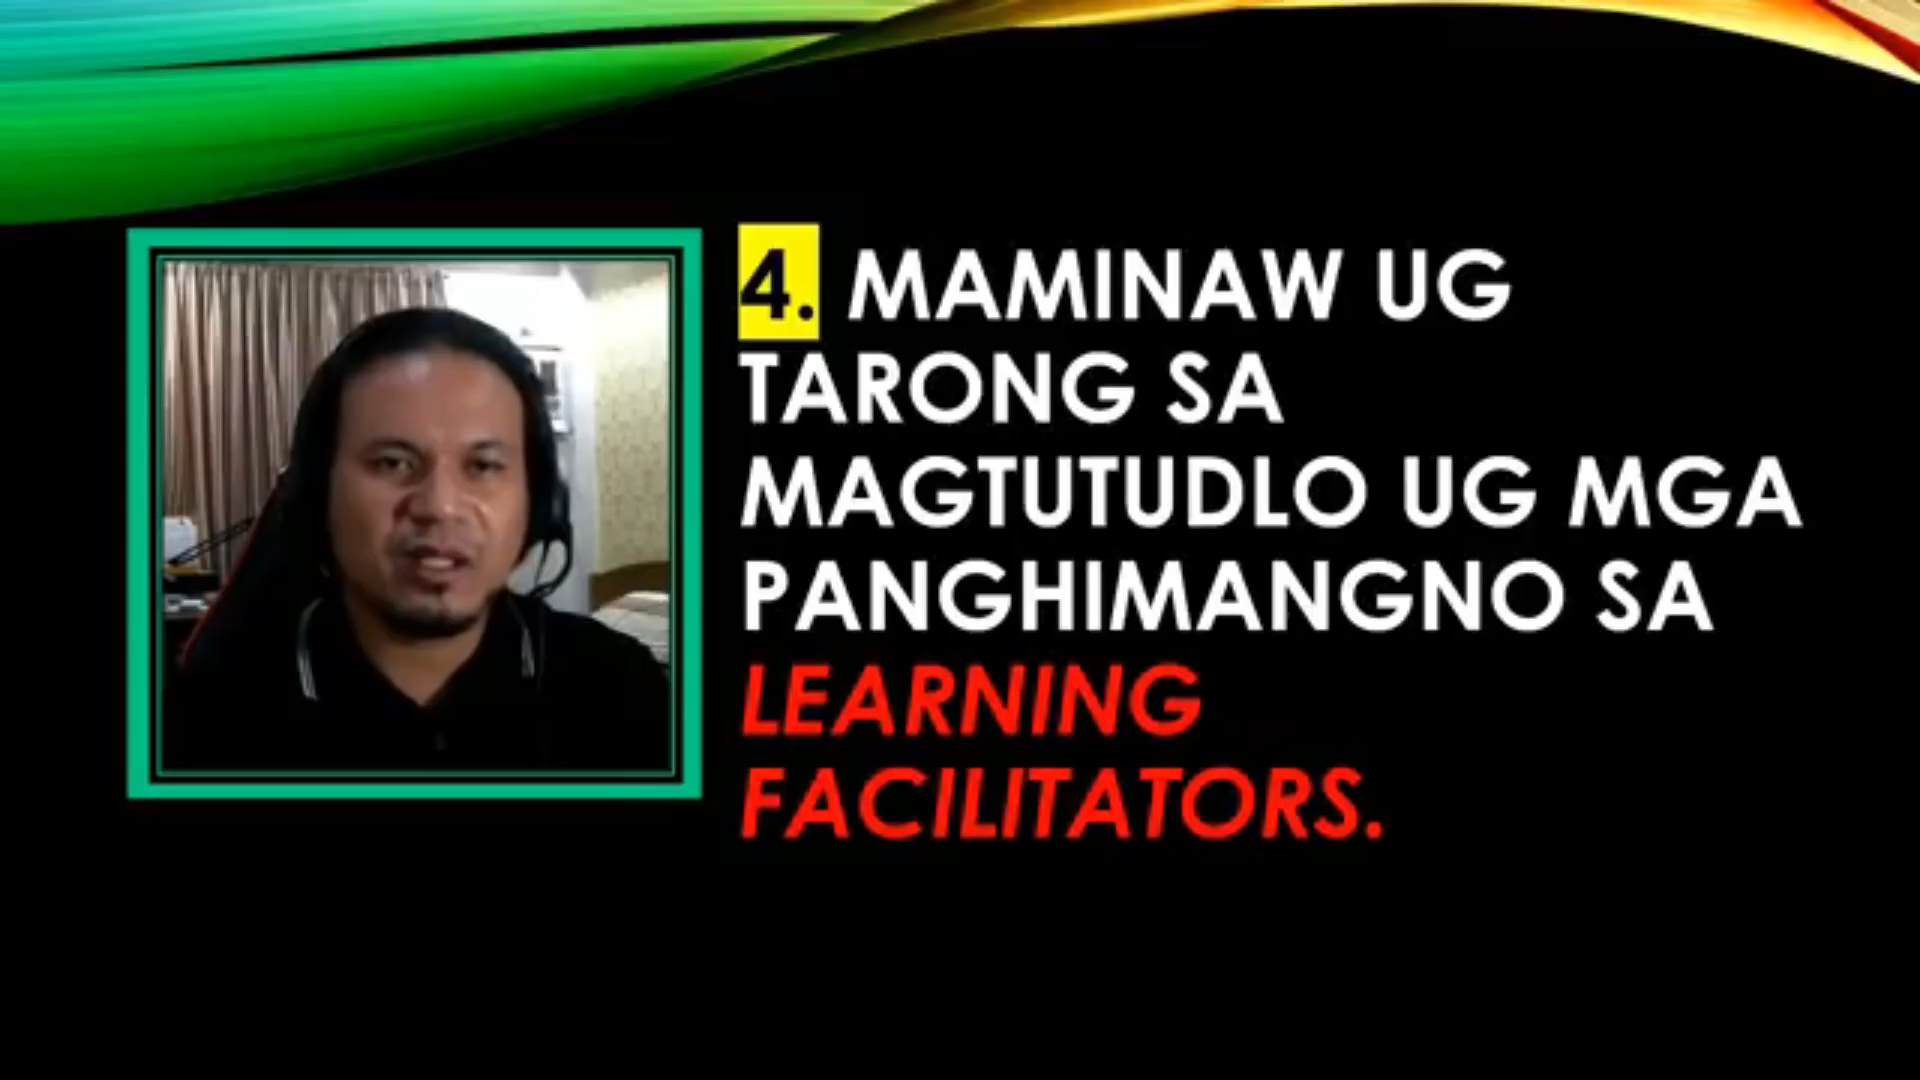 4. MAMINAW UG
TARONG SA
MAGTUTUDLO UG MGA
PANGHIMANGNO SA
LEARNING
FACILITATORS.